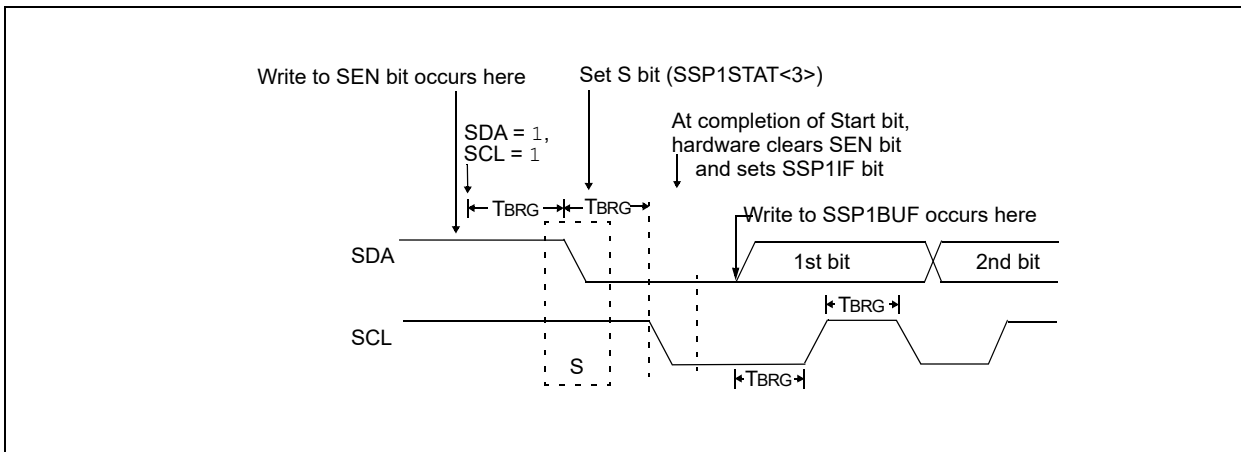 Write to SEN bit occurs here
Set S bit (SSP1STAT<3>)
SDA = 1,
SCL = 1
At completion of Start bit,
hardware clears SEN bit
and sets SSP1IF bit
TBRG
TBRG
Write to SSP1BUF occurs here
SDA
1st bit
2nd bit
TBRG
SCL
S
TBRG